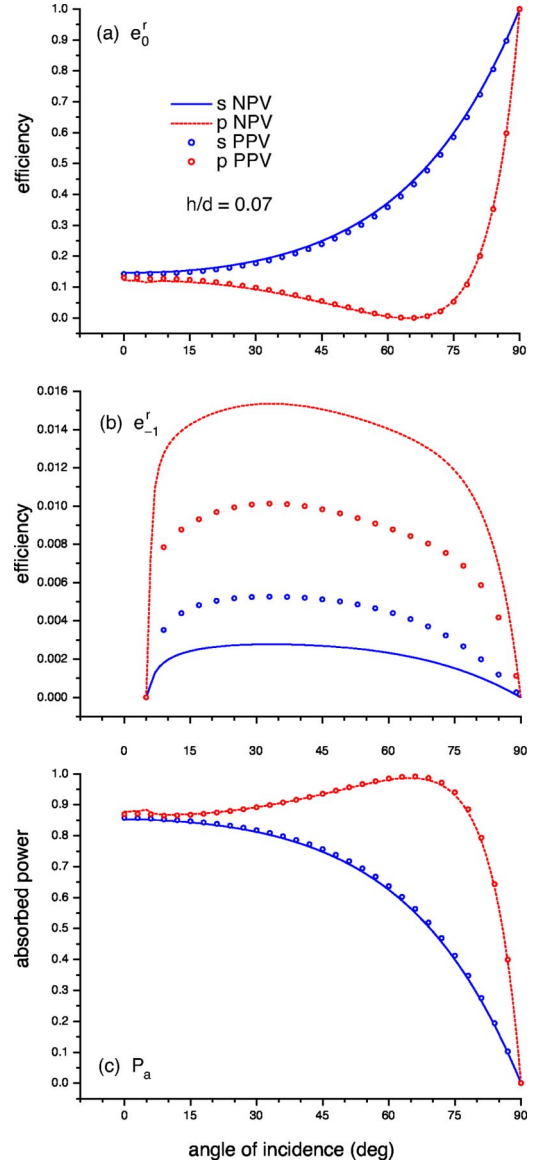 (a) e₀ʳ
s NPV
p NPV
s PPV
p PPV
h/d = 0.07
efficiency
1.0
0.9
0.8
0.7
0.6
0.5
0.4
0.3
0.2
0.1
0.0
0 15 30 45 60 75 90
(b) e₋₁ʳ
efficiency
0.016
0.014
0.012
0.010
0.008
0.006
0.004
0.002
0.000
0 15 30 45 60 75 90
absorbed power
1.0
0.9
0.8
0.7
0.6
0.5
0.4
0.3
0.2
0.1
0.0
(c) Pₐ
0 15 30 45 60 75 90
angle of incidence (deg)